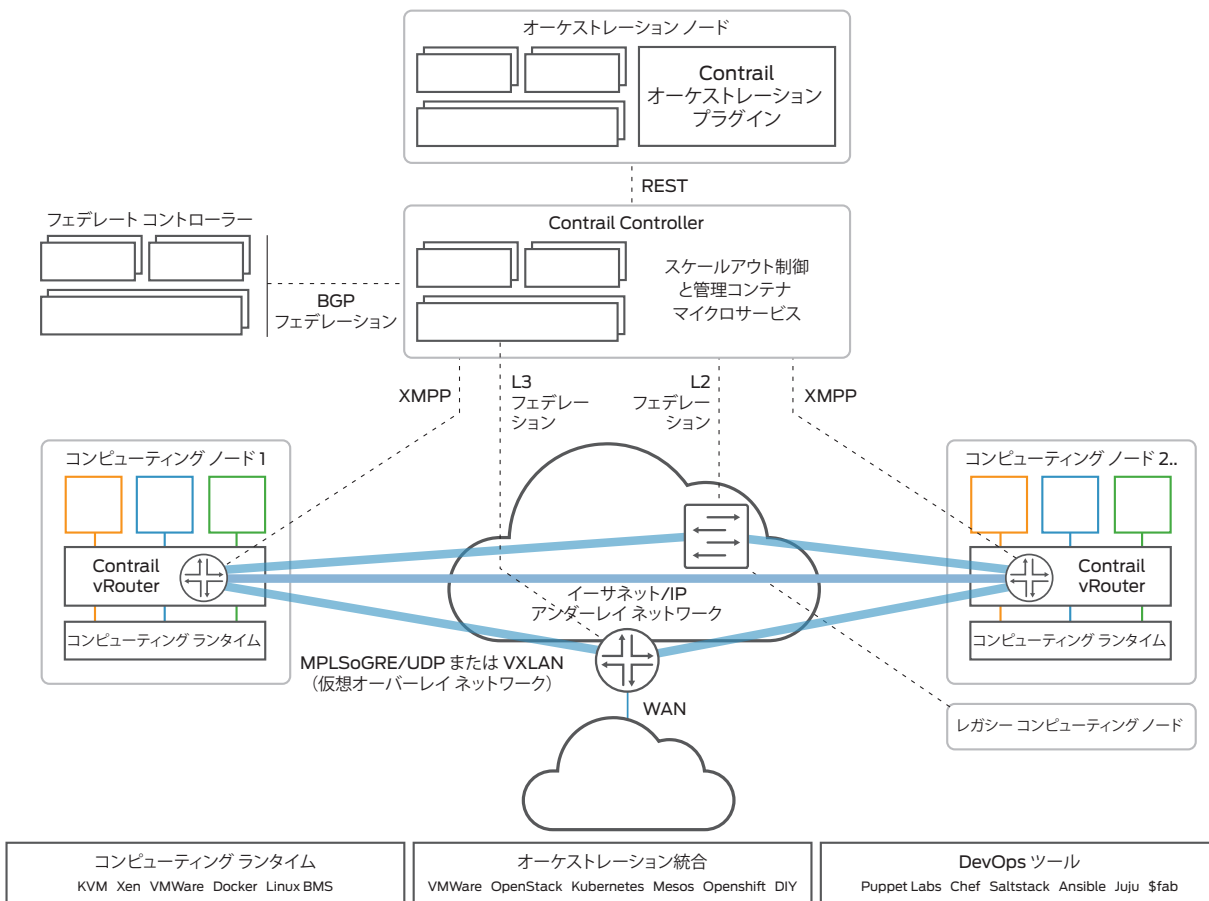 オーケストレーション ノード
Contrail
オーケストレーション
プラグイン
REST
フェデレート コントローラー
Contrail Controller
スケールアウト制御
と管理コンテナ
マイクロサービス
BGP
フェデレーション
XMPP
L3
フェデレー
ション
L2
フェデレー
ション
XMPP
コンピューティング ノード 1
コンピューティング ノード 2..
Contrail
vRouter
Contrail
vRouter
イーサネット/IP
アンダーレイ ネットワーク
コンピューティング ランタイム
コンピューティング ランタイム
MPLSoGRE/UDP または VXLAN
（仮想オーバーレイ ネットワーク）
WAN
レガシー コンピューティング ノード
コンピューティング ランタイム
KVM Xen VMWare Docker Linux BMS
オーケストレーション統合
VMWare OpenStack Kubernetes Mesos Openshift DIY
DevOps ツール
Puppet Labs Chef Saltstack Ansible Juju $fab